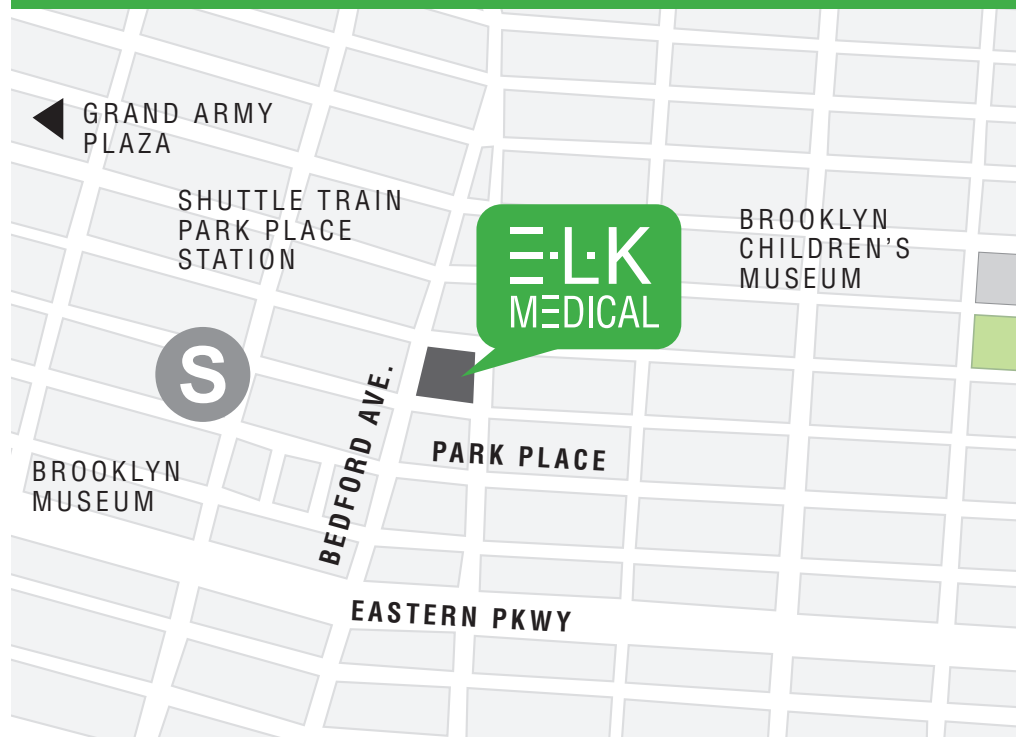 GRAND ARMY
PLAZA
SHUTTLE TRAIN
PARK PLACE
STATION
E·L·K
MEDICAL
BROOKLYN
CHILDREN'S
MUSEUM
S
BEDFORD AVE.
PARK PLACE
BROOKLYN
MUSEUM
EASTERN PKWY